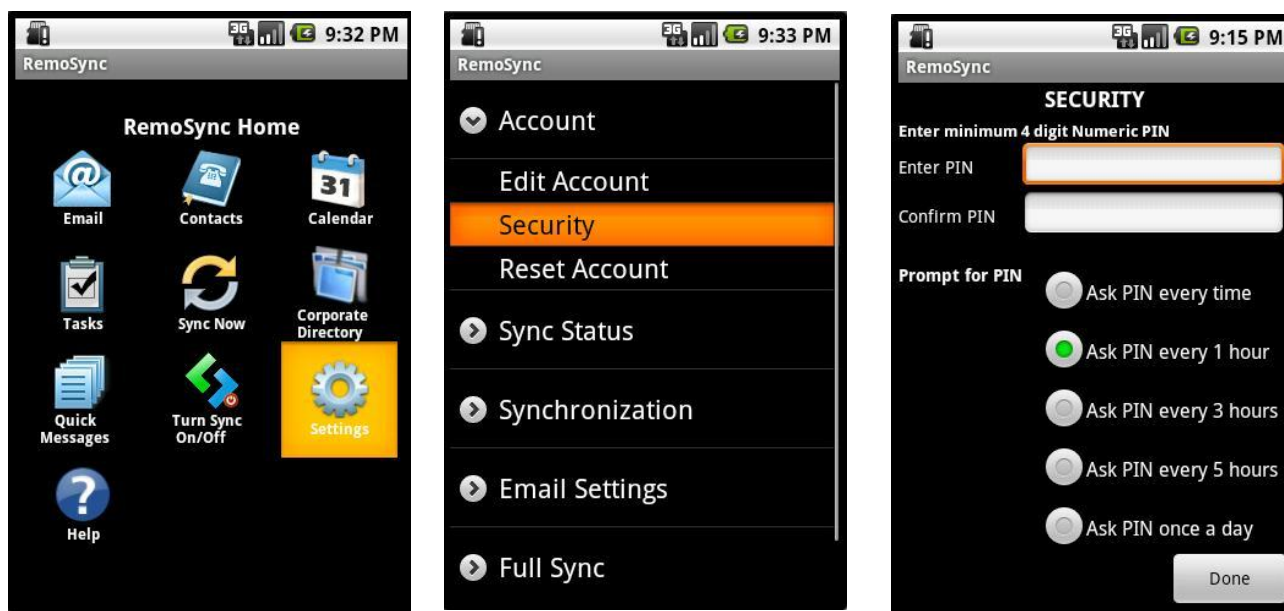 3G 9:32 PM
RemoSync
RemoSync Home
@
31
Email Contacts Calendar
Tasks Sync Now Corporate
Directory
Quick
Messages
Turn Sync
On/Off
Settings
?
Help
3G 9:33 PM
RemoSync
Account
Edit Account
Security
Reset Account
Sync Status
Synchronization
Email Settings
Full Sync
3G 9:15 PM
RemoSync
SECURITY
Enter minimum 4 digit Numeric PIN
Enter PIN
Confirm PIN
Prompt for PIN
Ask PIN every time
Ask PIN every 1 hour
Ask PIN every 3 hours
Ask PIN every 5 hours
Ask PIN once a day
Done